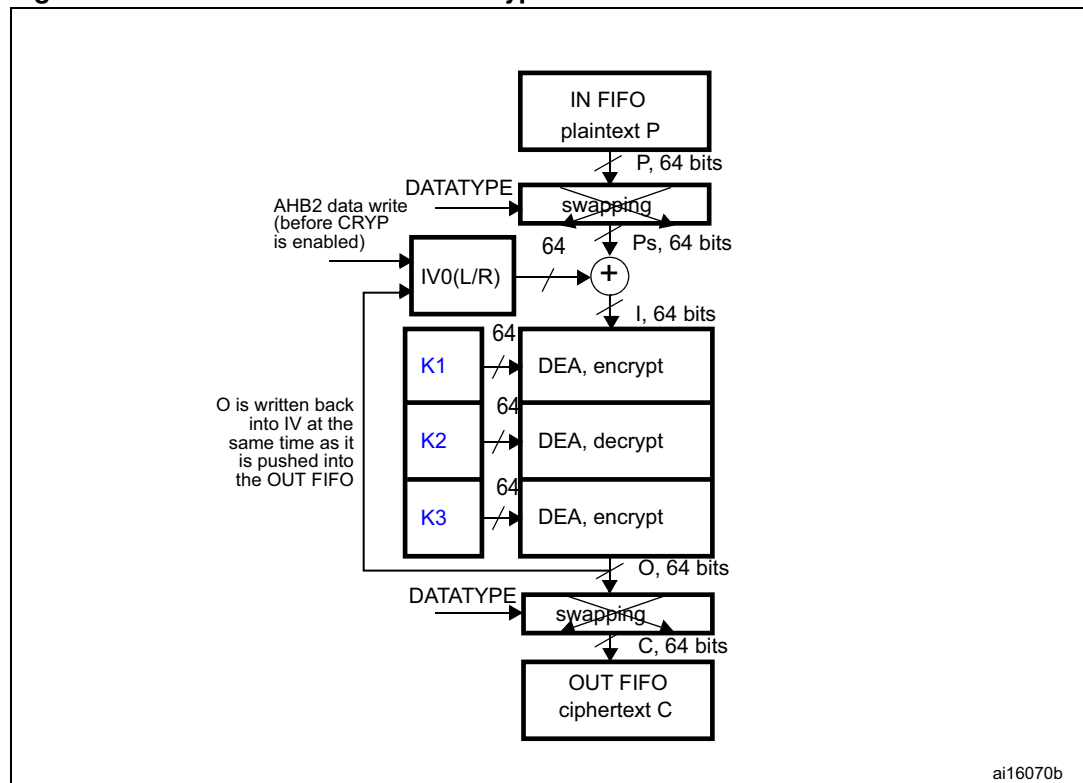 IN FIFO
plaintext P
P, 64 bits
DATATYPE
swapping
AHB2 data write
(before CRYP
is enabled)
Ps, 64 bits
64
IV0(L/R)
+
I, 64 bits
64
K1
DEA, encrypt
64
K2
DEA, decrypt
64
K3
DEA, encrypt
O is written back
into IV at the
same time as it
is pushed into
the OUT FIFO
O, 64 bits
DATATYPE
swapping
C, 64 bits
OUT FIFO
ciphertext C
ai16070b